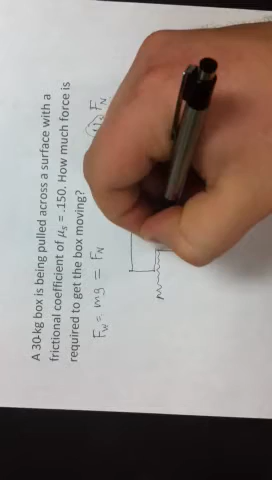 A 30-kg box is being pulled across a surface with a
frictional coefficient of μs = .150. How much force is
required to get the box moving?
Fw = mg = FN
μs FN